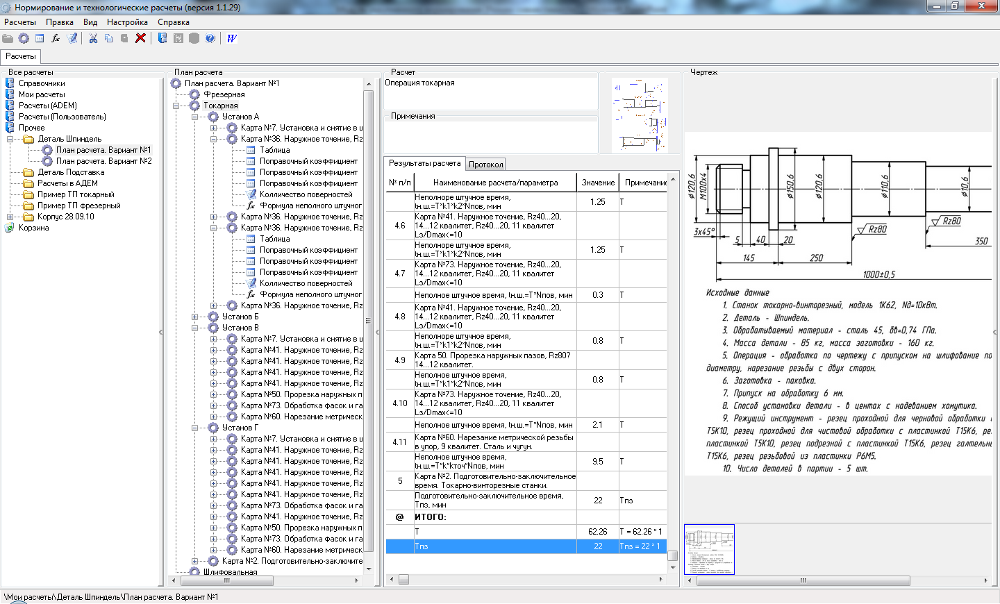 Нормирование и технологические расчеты (версия 1.1.29)
Расчеты Правка Вид Настройка Справка
Расчеты
Все расчеты
Справочники
Мои расчеты
Расчеты (ADEM)
Расчеты (Пользователь)
Прочее
Деталь Шпиндель
План расчета. Вариант №1
План расчета. Вариант №2
Деталь Подставка
Расчеты в АДЕМ
Пример ТП токарный
Пример ТП фрезерный
Корпус 28.09.10
Корзина
План расчета
План расчета. Вариант №1
Фрезерная
Токарная
Установ А
Карта №7. Установка и снятие в ш
Карта №36. Наружное точение, Rz
Таблица
Поправочный коэффициент
Поправочный коэффициент
Поправочный коэффициент
Колличество поверностей
Формула неполного штучног
Карта №36. Наружное точение, Rz
Карта №36. Наружное точение, Rz
Таблица
Поправочный коэффициент
Поправочный коэффициент
Поправочный коэффициент
Колличество поверностей
Формула неполного штучног
Карта №36. Наружное точение, Rz
Установ Б
Установ В
Карта №7. Установка и снятие в ш
Карта №41. Наружное точение, Rz
Карта №41. Наружное точение, Rz
Карта №41. Наружное точение, Rz
Карта №41. Наружное точение, Rz
Карта №50. Прорезка наружных п
Карта №73. Обработка фасок и га
Карта №60. Нарезание метрическ
Установ Г
Карта №7. Установка и снятие в ш
Карта №41. Наружное точение, Rz
Карта №41. Наружное точение, Rz
Карта №41. Наружное точение, Rz
Карта №41. Наружное точение, Rz
Карта №41. Наружное точение, Rz
Карта №73. Обработка фасок и га
Карта №41. Наружное точение, Rz
Карта №50. Прорезка наружных п
Карта №73. Обработка фасок и га
Карта №60. Нарезание метрическ
Карта №2. Подготовительно-заключите
Шлифовальная
Расчет
Операция токарная
Примечания
Результаты расчета Протокол
№ п/п Наименование расчета/параметра Значение Примечание
Неполноре штучное время,
tн.ш.=T*k1*k2*Nпов, мин 1.25 T
4.6 Карта №41. Наружное точение, Rz40...20,
14...12 квалитет, Rz40...20, 11 квалитет
Lз/Dmax<=10
Неполноре штучное время,
tн.ш.=T*k1*k2*Nпов, мин 1.25 T
4.7 Карта №73. Наружное точение, Rz40...20,
14...12 квалитет, Rz40...20, 11 квалитет
Lз/Dmax<=10
Неполное штучное время, tн.ш.=T*Nпов, мин 0.3 T
4.8 Карта №41. Наружное точение, Rz40...20,
14...12 квалитет, Rz40...20, 11 квалитет
Lз/Dmax<=10
Неполноре штучное время,
tн.ш.=T*k1*k2*Nпов, мин 0.8 T
4.9 Карта 50. Прорезка наружных пазов, Rz80?
14...12 квалитет.
Неполное штучное время,
tн.ш.=T*k1*k2*Nпов, мин 0.8 T
4.10 Карта №73. Наружное точение, Rz40...20,
14...12 квалитет, Rz40...20, 11 квалитет
Lз/Dmax<=10
Неполное штучное время, tн.ш.=T*Nпов, мин 2.1 T
4.11 Карта №60. Нарезание метрической резьбы
в упор, 9 квалитет. Сталь и чугун.
Неполное штучное время,
tн.ш.=T*k*kточ*Nпов, мин 9.5 T
5 Карта №2. Подготовительно-заключительное
время. Токарно-винторезные станки.
Подготовительно-заключительное время,
Тпз, мин 22 Тпз
@ ИТОГО:
T 62.26 T = 62.26 * 1
Тпз 22 Тпз = 22 * 1
Чертеж
ø120,6
М100х4
ø150,6
ø120,6
ø110,6
ø10,6
3х45°
5 40 20
Rz80
Rz80
350
145 250
1000±0,5
Исходные данные
1. Станок токарно-винторезный, модель 1К62, Nд=10кВт.
2. Деталь - Шпиндель.
3. Обрабатываемый материал - сталь 45, бв=0,74 ГПа.
4. Масса детали - 85 кг, масса заготовки - 160 кг.
5. Операция - обработка по чертежу с припуском на шлифование по
диаметру, нарезание резьбы с двух сторон.
6. Заготовка - паковка.
7. Припуск на обработку 6 мм.
8. Способ установки детали - в центах с надеванием хомутика.
9. Режущий инструмент - резец проходной для черновой обработки
Т5К10, резец проходной для чистовой обработки с пластинкой Т15К6, рез
пластинкой Т5К10, резец подрезной с пластинкой Т15К6, резец галтельн
Т15К6, резец резьбовой из пластинки Р6М5.
10. Число деталей в партии - 5 шт.
\Мои расчеты\Деталь Шпиндель\План расчета. Вариант №1